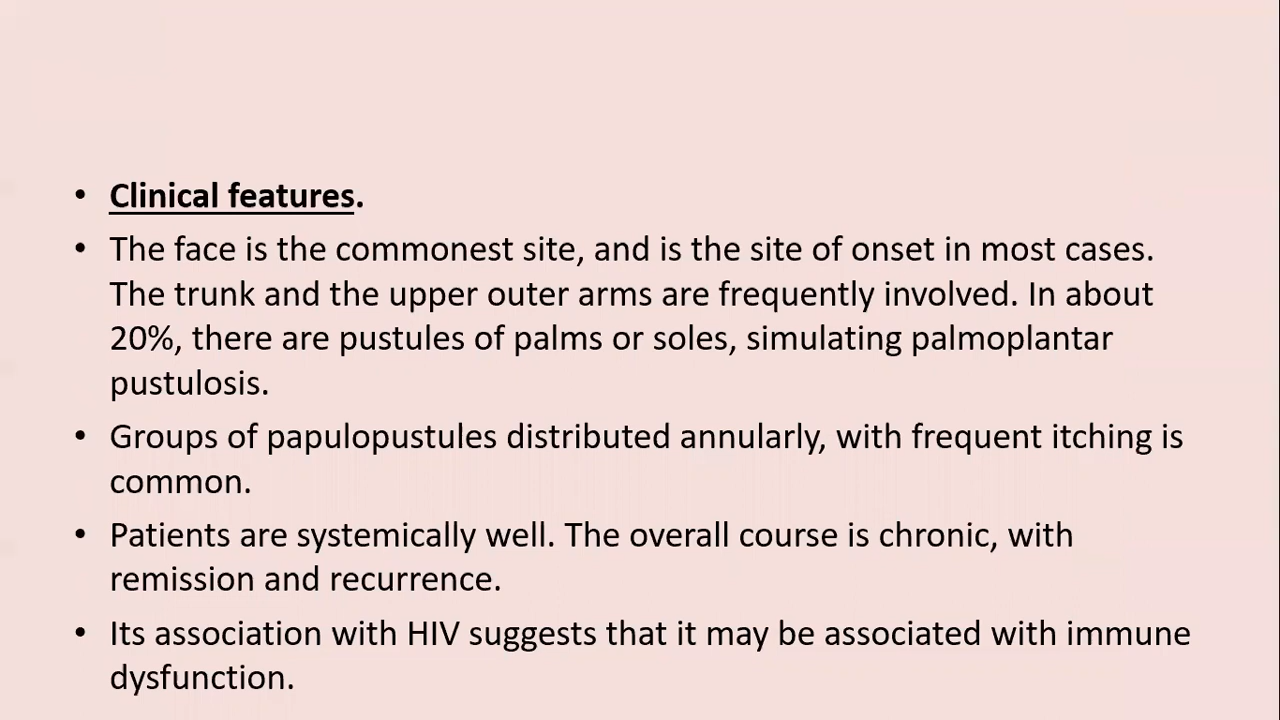 • Clinical features.
• The face is the commonest site, and is the site of onset in most cases.
The trunk and the upper outer arms are frequently involved. In about
20%, there are pustules of palms or soles, simulating palmoplantar
pustulosis.
• Groups of papulopustules distributed annularly, with frequent itching is
common.
• Patients are systemically well. The overall course is chronic, with
remission and recurrence.
• Its association with HIV suggests that it may be associated with immune
dysfunction.